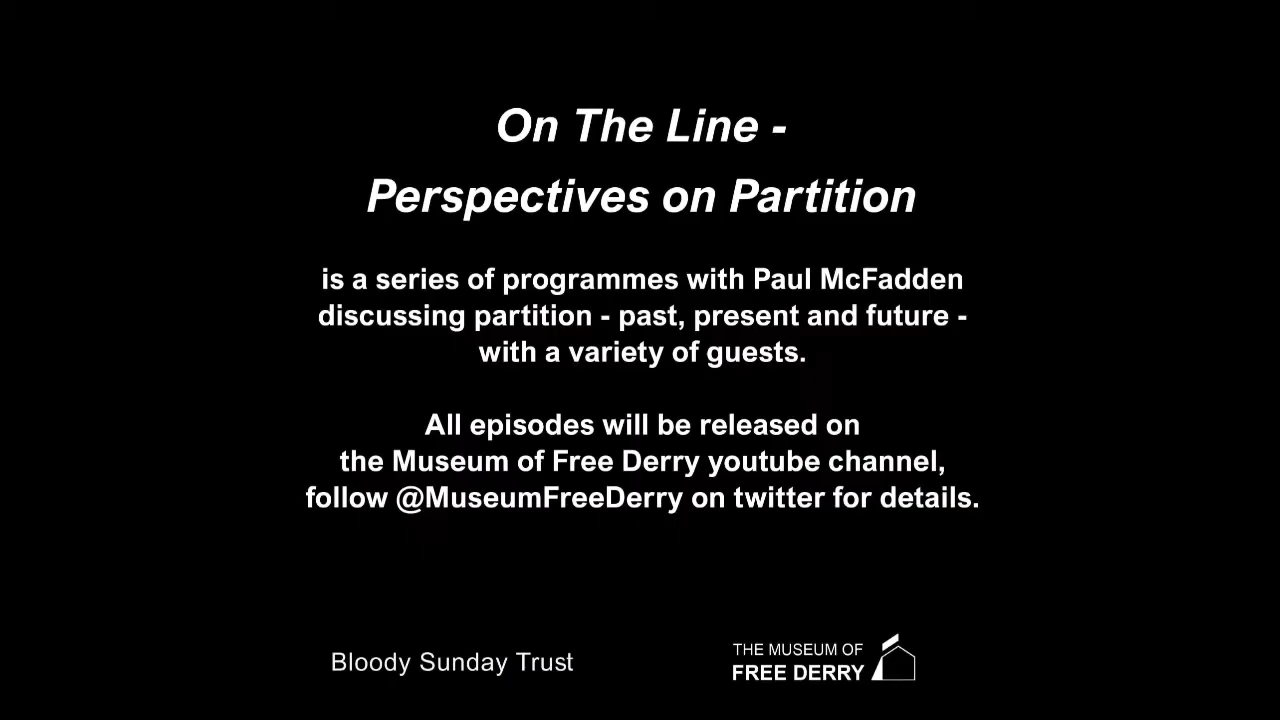 On The Line -
Perspectives on Partition
is a series of programmes with Paul McFadden
discussing partition - past, present and future -
with a variety of guests.
All episodes will be released on
the Museum of Free Derry youtube channel,
follow @MuseumFreeDerry on twitter for details.
Bloody Sunday Trust
THE MUSEUM OF
FREE DERRY